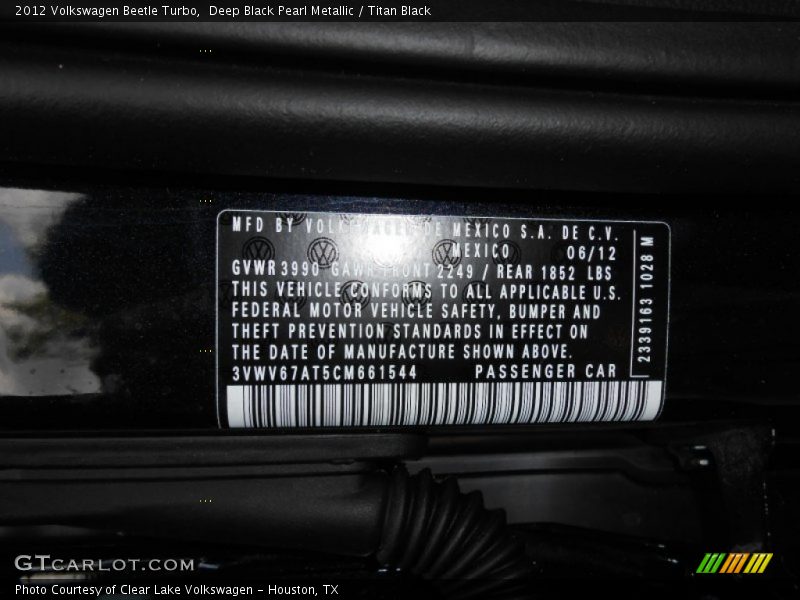 2012 Volkswagen Beetle Turbo,  Deep Black Pearl Metallic / Titan Black
MFD BY VOLKSWAGEN DE MEXICO S.A. DE C.V.
MEXICO 06/12
GVWR 3990 GAWR FRONT 2249 / REAR 1852 LBS
THIS VEHICLE CONFORMS TO ALL APPLICABLE U.S.
FEDERAL MOTOR VEHICLE SAFETY, BUMPER AND
THEFT PREVENTION STANDARDS IN EFFECT ON
THE DATE OF MANUFACTURE SHOWN ABOVE.
3VWV67AT5CM661544 PASSENGER CAR
2339163 1028 M
GTCARLOT.COM
Photo Courtesy of Clear Lake Volkswagen – Houston, TX